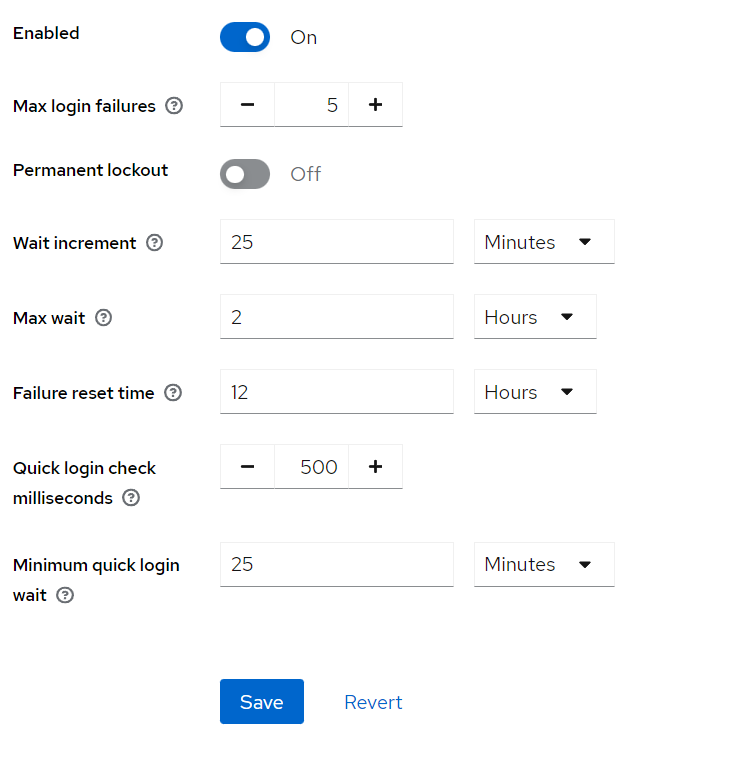 Enabled
On
Max login failures
5
Permanent lockout
Off
Wait increment
25
Minutes
Max wait
2
Hours
Failure reset time
12
Hours
Quick login check
milliseconds
500
Minimum quick login
wait
25
Minutes
Save
Revert